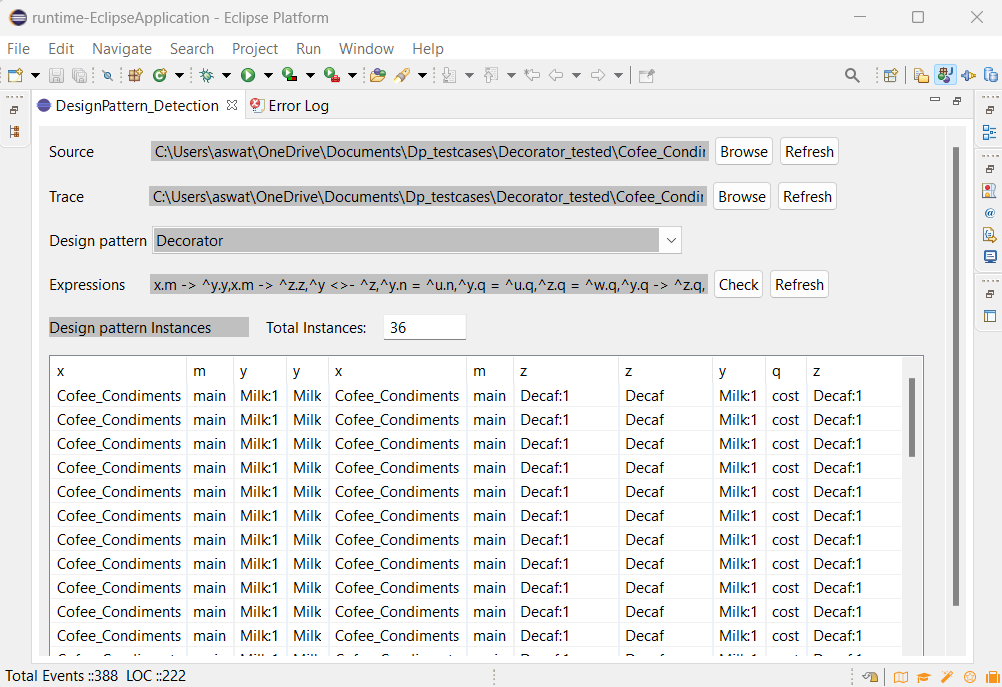 runtime-EclipseApplication - Eclipse Platform
File Edit Navigate Search Project Run Window Help
DesignPattern_Detection Error Log
Source C:\Users\aswat\OneDrive\Documents\Dp_testcases\Decorator_tested\Cofee_Condi Browse Refresh
Trace C:\Users\aswat\OneDrive\Documents\Dp_testcases\Decorator_tested\Cofee_Condi Browse Refresh
Design pattern Decorator
Expressions x.m -> ^y.y,x.m -> ^z.z,^y <>- ^z,^y.n = ^u.n,^y.q = ^u.q,^z.q = ^w.q,^y.q -> ^z.q, Check Refresh
Design pattern Instances Total Instances: 36
x m y y x m z z y q z
Cofee_Condiments main Milk:1 Milk Cofee_Condiments main Decaf:1 Decaf Milk:1 cost Decaf:1
Cofee_Condiments main Milk:1 Milk Cofee_Condiments main Decaf:1 Decaf Milk:1 cost Decaf:1
Cofee_Condiments main Milk:1 Milk Cofee_Condiments main Decaf:1 Decaf Milk:1 cost Decaf:1
Cofee_Condiments main Milk:1 Milk Cofee_Condiments main Decaf:1 Decaf Milk:1 cost Decaf:1
Cofee_Condiments main Milk:1 Milk Cofee_Condiments main Decaf:1 Decaf Milk:1 cost Decaf:1
Cofee_Condiments main Milk:1 Milk Cofee_Condiments main Decaf:1 Decaf Milk:1 cost Decaf:1
Cofee_Condiments main Milk:1 Milk Cofee_Condiments main Decaf:1 Decaf Milk:1 cost Decaf:1
Cofee_Condiments main Milk:1 Milk Cofee_Condiments main Decaf:1 Decaf Milk:1 cost Decaf:1
Cofee_Condiments main Milk:1 Milk Cofee_Condiments main Decaf:1 Decaf Milk:1 cost Decaf:1
Cofee_Condiments main Milk:1 Milk Cofee_Condiments main Decaf:1 Decaf Milk:1 cost Decaf:1
Cofee_Condiments main Milk:1 Milk Cofee_Condiments main Decaf:1 Decaf Milk:1 cost Decaf:1
Total Events ::388 LOC ::222